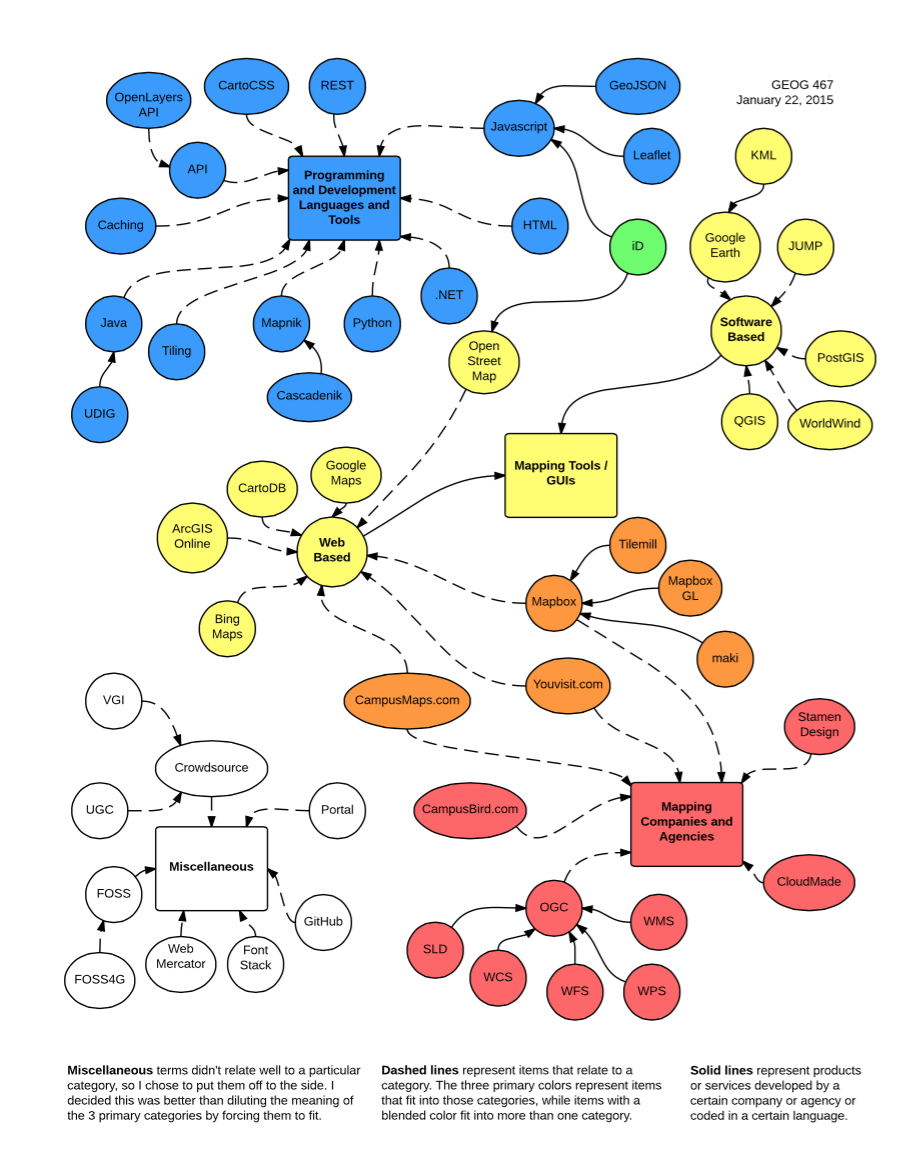 GEOG 467
January 22, 2015
OpenLayers
API
CartoCSS
REST
GeoJSON
Javascript
Leaflet
KML
API
Programming
and Development
Languages and
Tools
Caching
HTML
iD
Google
Earth
JUMP
.NET
Java
Tiling
Mapnik
Python
Software
Based
Open
Street
Map
PostGIS
UDIG
Cascadenik
QGIS
WorldWind
Mapping Tools /
GUIs
Google
Maps
CartoDB
ArcGIS
Online
Web
Based
Tilemill
Mapbox
GL
Mapbox
Bing
Maps
maki
CampusMaps.com
Youvisit.com
VGI
Stamen
Design
Crowdsource
UGC
Portal
CampusBird.com
Mapping
Companies and
Agencies
Miscellaneous
FOSS
CloudMade
OGC
GitHub
WMS
SLD
Web
Mercator
Font
Stack
FOSS4G
WCS
WFS
WPS
Miscellaneous terms didn't relate well to a particular
category, so I chose to put them off to the side. I
decided this was better than diluting the meaning of
the 3 primary categories by forcing them to fit.
Dashed lines represent items that relate to a
category. The three primary colors represent items
that fit into those categories, while items with a
blended color fit into more than one category.
Solid lines represent products
or services developed by a
certain company or agency or
coded in a certain language.